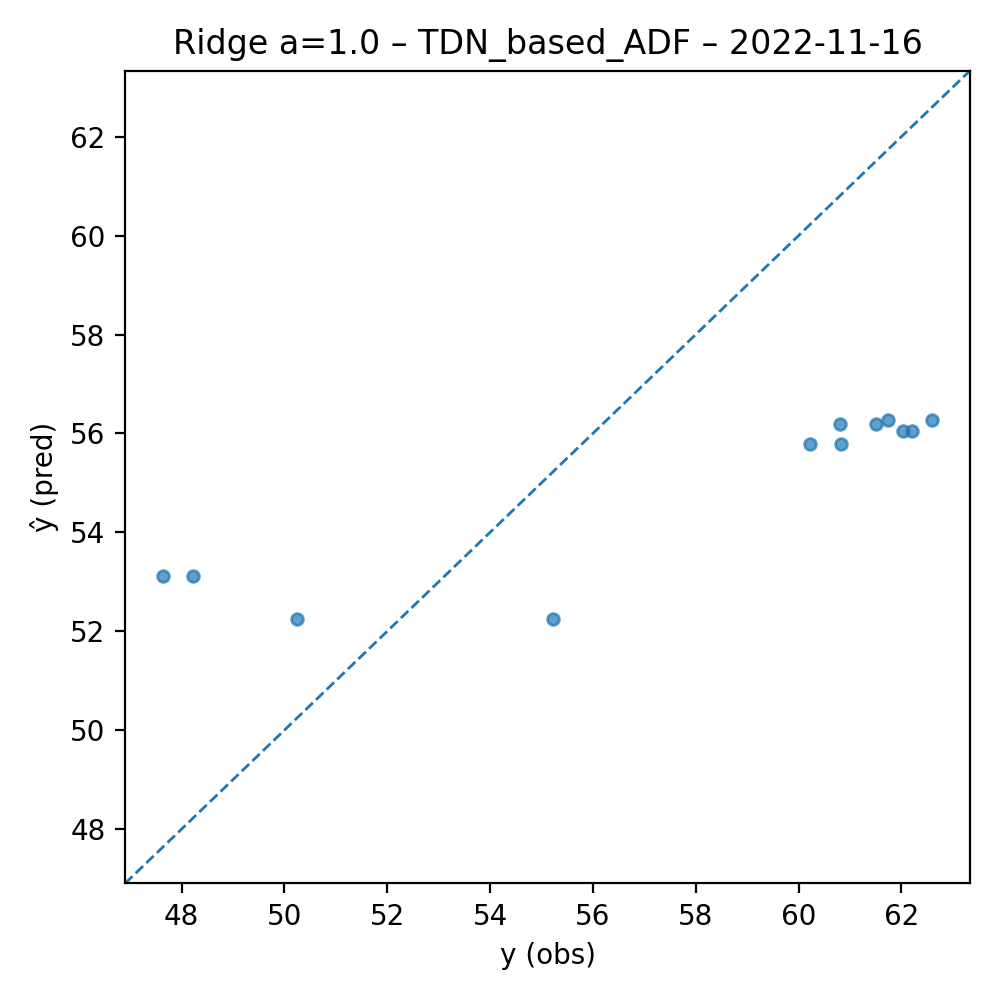 Ridge a=1.0 – TDN_based_ADF – 2022-11-16
62
60
58
56
54
52
50
48
ŷ (pred)
48 50 52 54 56 58 60 62
y (obs)